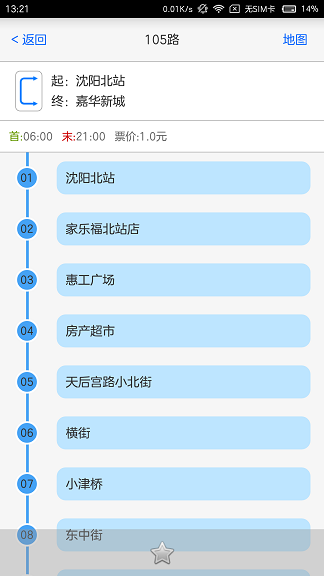 13:21 0.01K/s 无SIM卡 14%
< 返回 105路 地图
起：沈阳北站
终：嘉华新城
首:06:00 末:21:00 票价:1.0元
01 沈阳北站
02 家乐福北站店
03 惠工广场
04 房产超市
05 天后宫路小北街
06 横街
07 小津桥
08 东中街